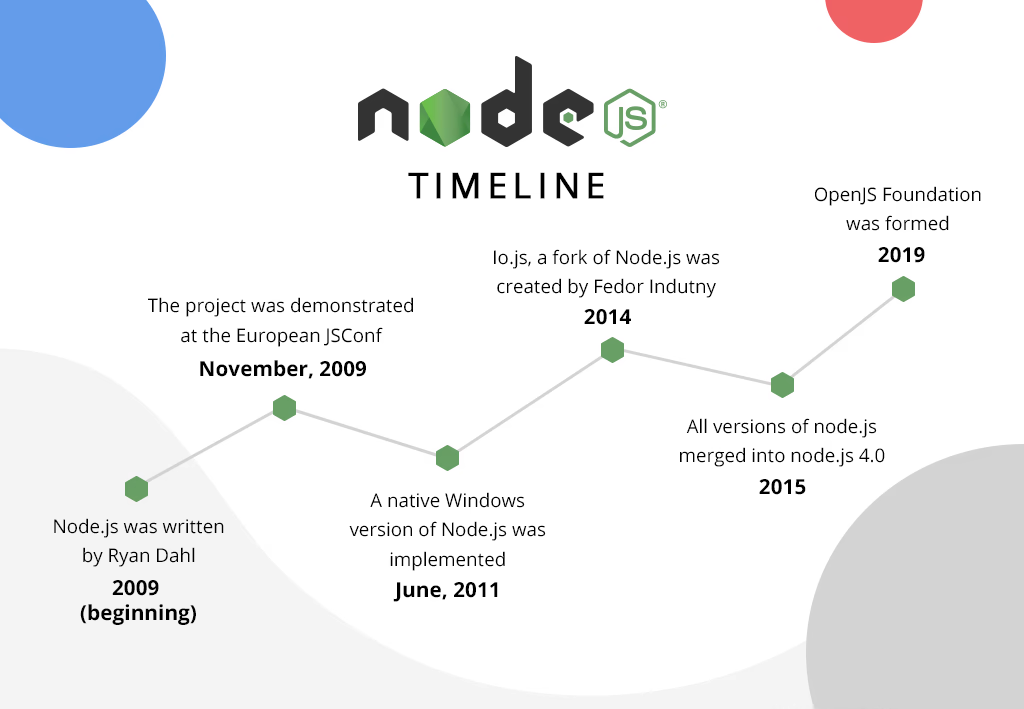 node JS®
TIMELINE
Node.js was written
by Ryan Dahl
2009
(beginning)
The project was demonstrated
at the European JSConf
November, 2009
A native Windows
version of Node.js was
implemented
June, 2011
Io.js, a fork of Node.js was
created by Fedor Indutny
2014
All versions of node.js
merged into node.js 4.0
2015
OpenJS Foundation
was formed
2019